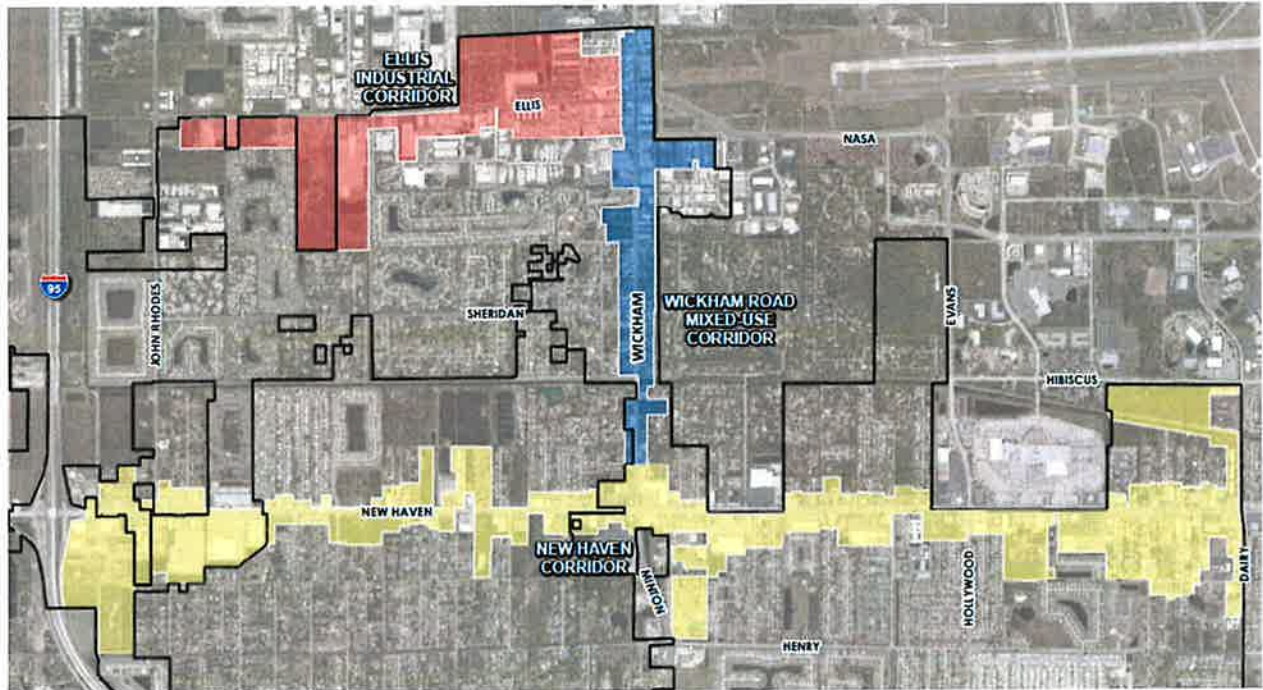 ELLIS
INDUSTRIAL
CORRIDOR
ELLIS
NASA
95
JOHN RHODES
SHERIDAN
WICKHAM
WICKHAM ROAD
MIXED-USE
CORRIDOR
EVANS
HIBISCUS
NEW HAVEN
NEW HAVEN
CORRIDOR
MINTON
HOLLYWOOD
DAIRY
HENRY